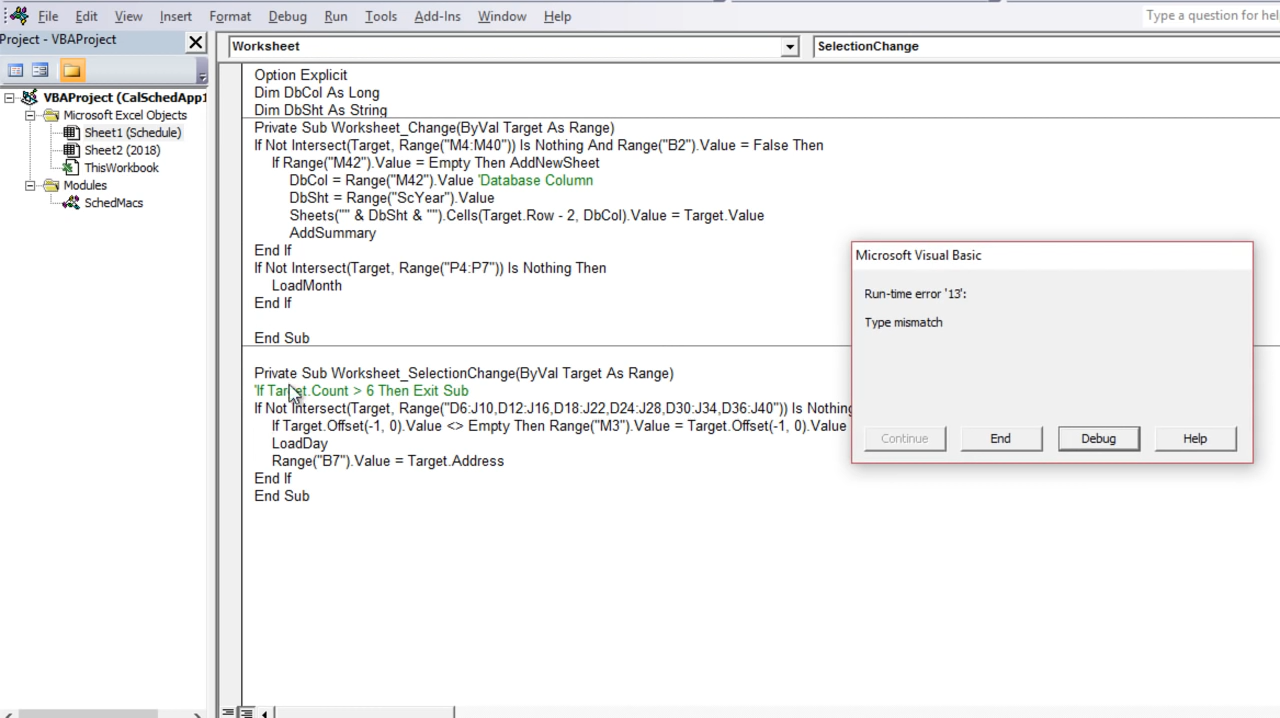 File Edit View Insert Format Debug Run Tools Add-Ins Window Help
Type a question for hel
Project - VBAProject
Worksheet
SelectionChange
VBAProject (CalSchedApp1
Microsoft Excel Objects
Sheet1 (Schedule)
Sheet2 (2018)
ThisWorkbook
Modules
SchedMacs
Option Explicit
Dim DbCol As Long
Dim DbSht As String
Private Sub Worksheet_Change(ByVal Target As Range)
If Not Intersect(Target, Range("M4:M40")) Is Nothing And Range("B2").Value = False Then
If Range("M42").Value = Empty Then AddNewSheet
DbCol = Range("M42").Value 'Database Column
DbSht = Range("ScYear").Value
Sheets("" & DbSht & "").Cells(Target.Row - 2, DbCol).Value = Target.Value
AddSummary
End If
If Not Intersect(Target, Range("P4:P7")) Is Nothing Then
LoadMonth
End If
End Sub
Private Sub Worksheet_SelectionChange(ByVal Target As Range)
'If Target.Count > 6 Then Exit Sub
If Not Intersect(Target, Range("D6:J10,D12:J16,D18:J22,D24:J28,D30:J34,D36:J40")) Is Nothing
If Target.Offset(-1, 0).Value <> Empty Then Range("M3").Value = Target.Offset(-1, 0).Value
LoadDay
Range("B7").Value = Target.Address
End If
End Sub
Microsoft Visual Basic
Run-time error '13':
Type mismatch
Continue End Debug Help